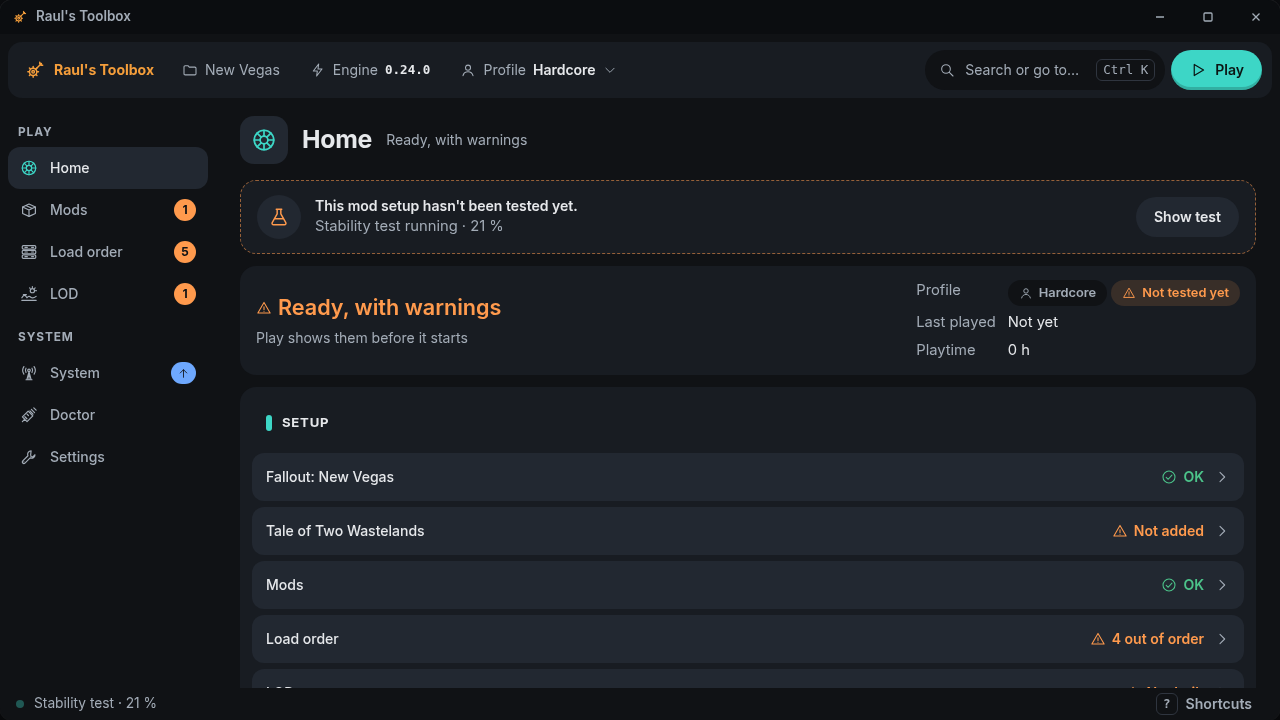 Raul's Toolbox
Raul's Toolbox
New Vegas
Engine 0.24.0
Profile Hardcore
Search or go to...
Ctrl K
Play
PLAY
Home
Mods
1
Load order
5
LOD
1
SYSTEM
System
Doctor
Settings
Home
Ready, with warnings
This mod setup hasn't been tested yet.
Stability test running · 21 %
Show test
Ready, with warnings
Play shows them before it starts
Profile
Hardcore
Not tested yet
Last played Not yet
Playtime 0 h
SETUP
Fallout: New Vegas
OK
Tale of Two Wastelands
Not added
Mods
OK
Load order
4 out of order
Stability test · 21 %
? Shortcuts